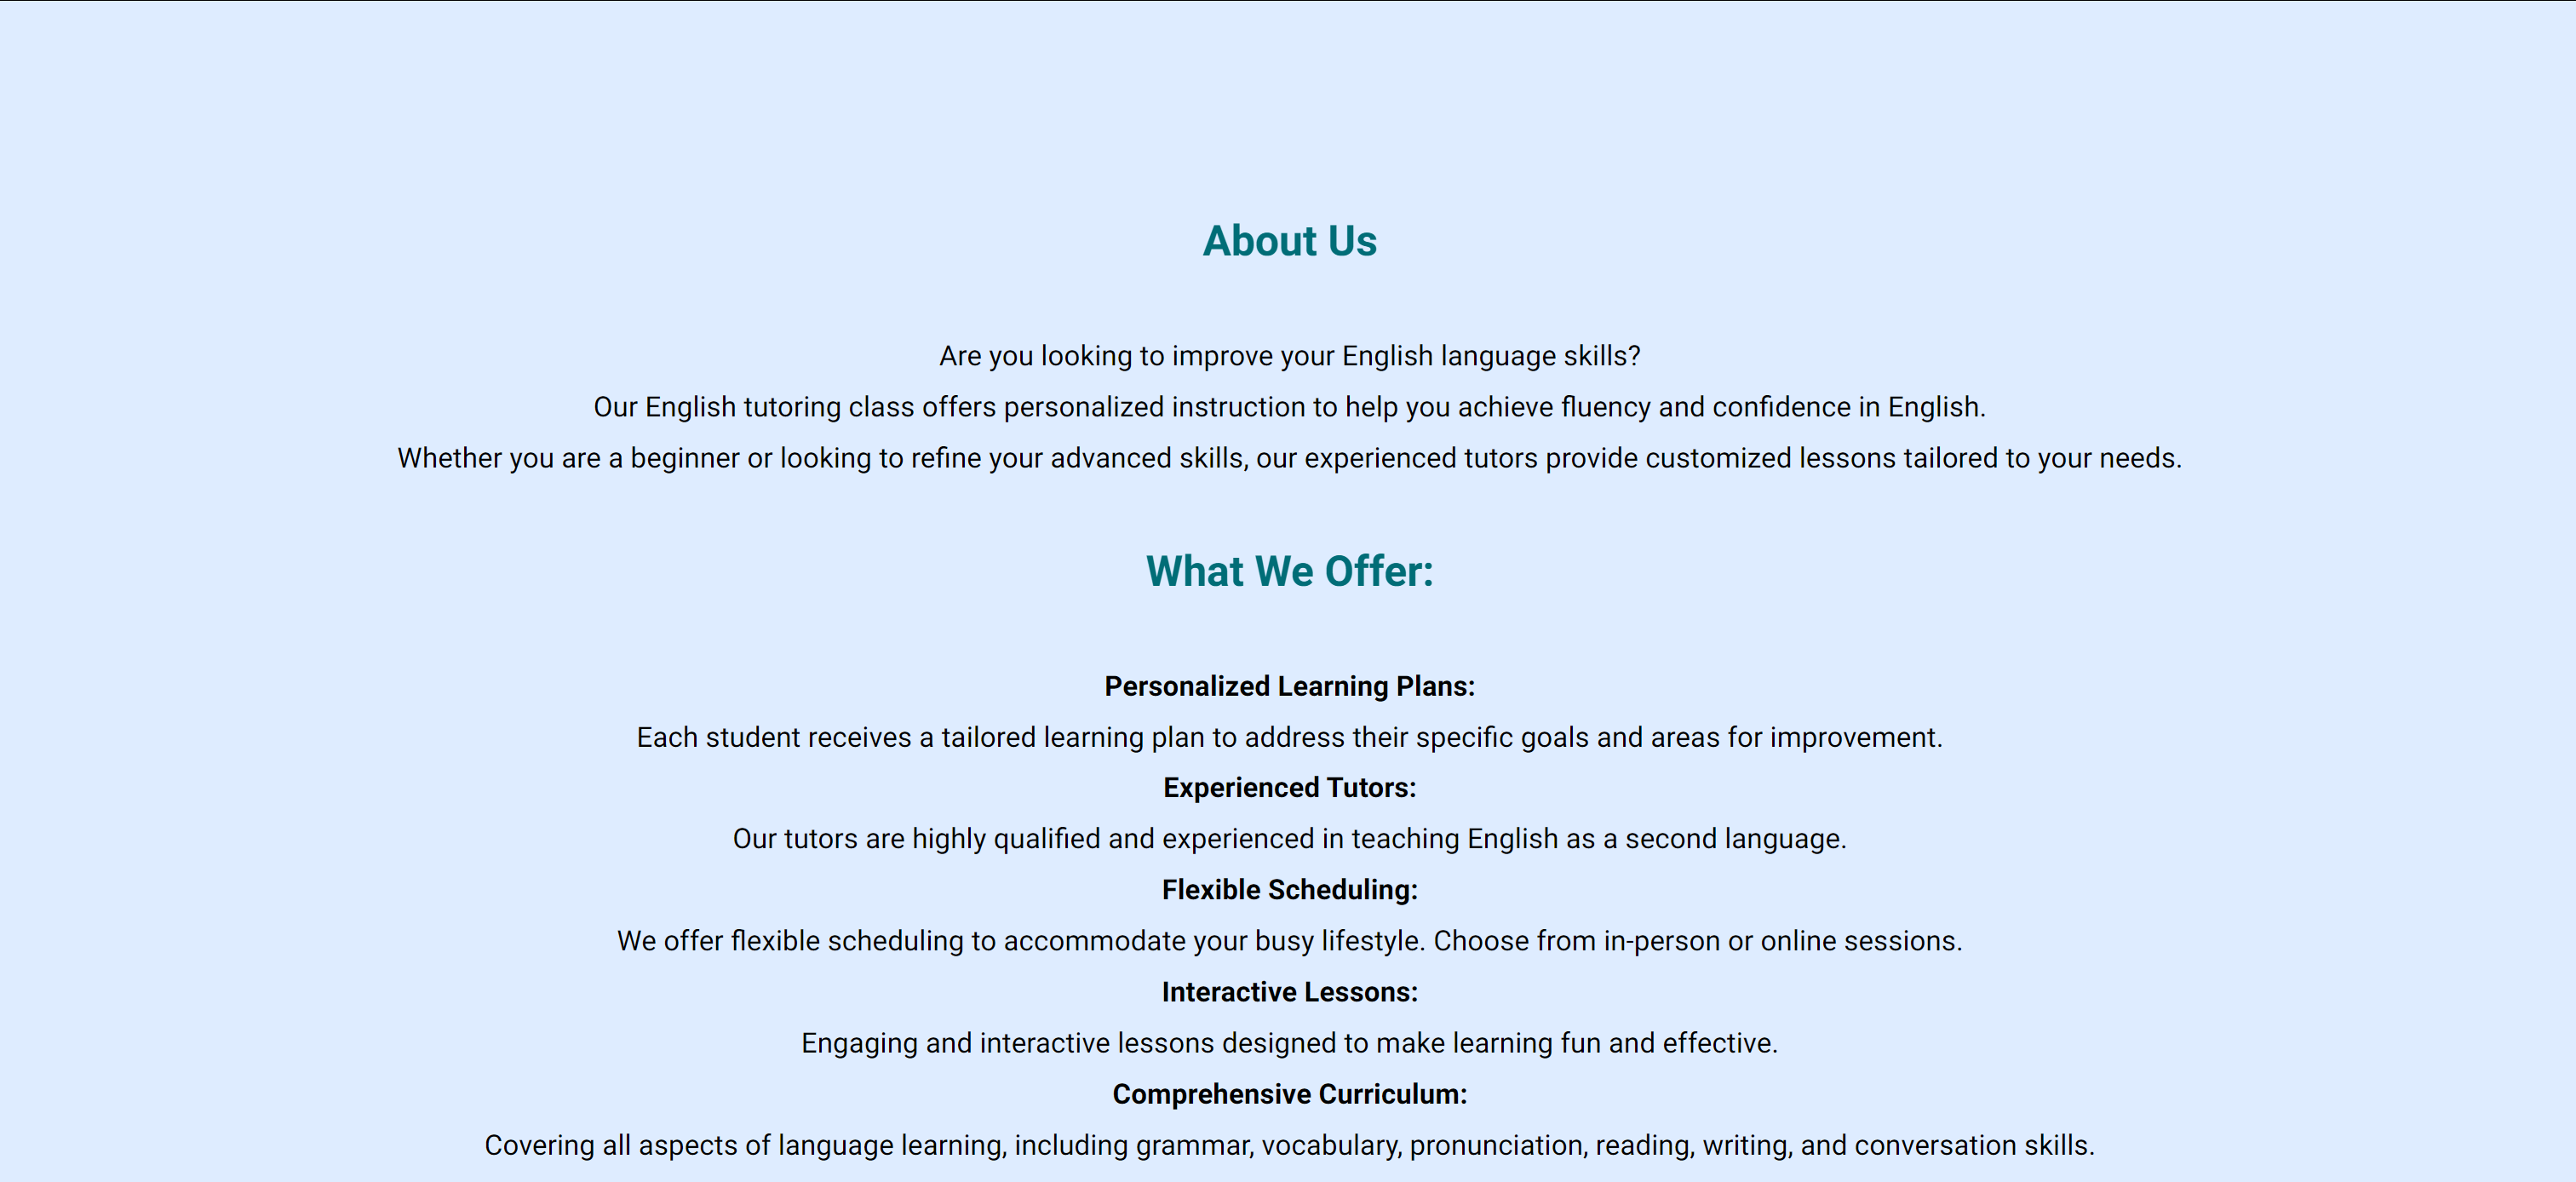 About Us
Are you looking to improve your English language skills?
Our English tutoring class offers personalized instruction to help you achieve fluency and confidence in English.
Whether you are a beginner or looking to refine your advanced skills, our experienced tutors provide customized lessons tailored to your needs.
What We Offer:
Personalized Learning Plans:
Each student receives a tailored learning plan to address their specific goals and areas for improvement.
Experienced Tutors:
Our tutors are highly qualified and experienced in teaching English as a second language.
Flexible Scheduling:
We offer flexible scheduling to accommodate your busy lifestyle. Choose from in-person or online sessions.
Interactive Lessons:
Engaging and interactive lessons designed to make learning fun and effective.
Comprehensive Curriculum:
Covering all aspects of language learning, including grammar, vocabulary, pronunciation, reading, writing, and conversation skills.